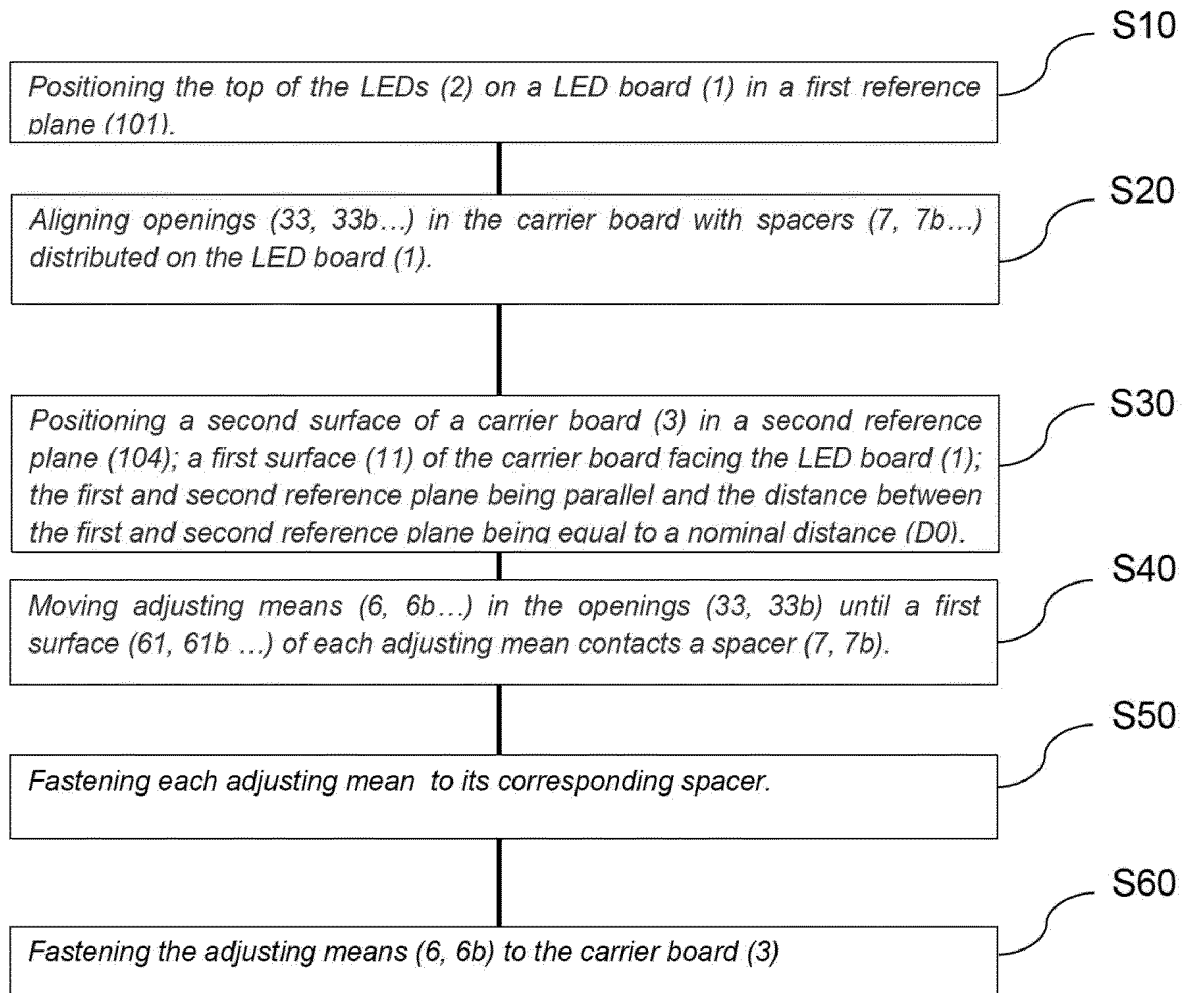 S10
Positioning the top of the LEDs (2) on a LED board (1) in a first reference
plane (101).
S20
Aligning openings (33, 33b…) in the carrier board with spacers (7, 7b…)
distributed on the LED board (1).
S30
Positioning a second surface of a carrier board (3) in a second reference
plane (104); a first surface (11) of the carrier board facing the LED board (1);
the first and second reference plane being parallel and the distance between
the first and second reference plane being equal to a nominal distance (D0).
S40
Moving adjusting means (6, 6b…) in the openings (33, 33b) until a first
surface (61, 61b …) of each adjusting mean contacts a spacer (7, 7b).
S50
Fastening each adjusting mean to its corresponding spacer.
S60
Fastening the adjusting means (6, 6b) to the carrier board (3)